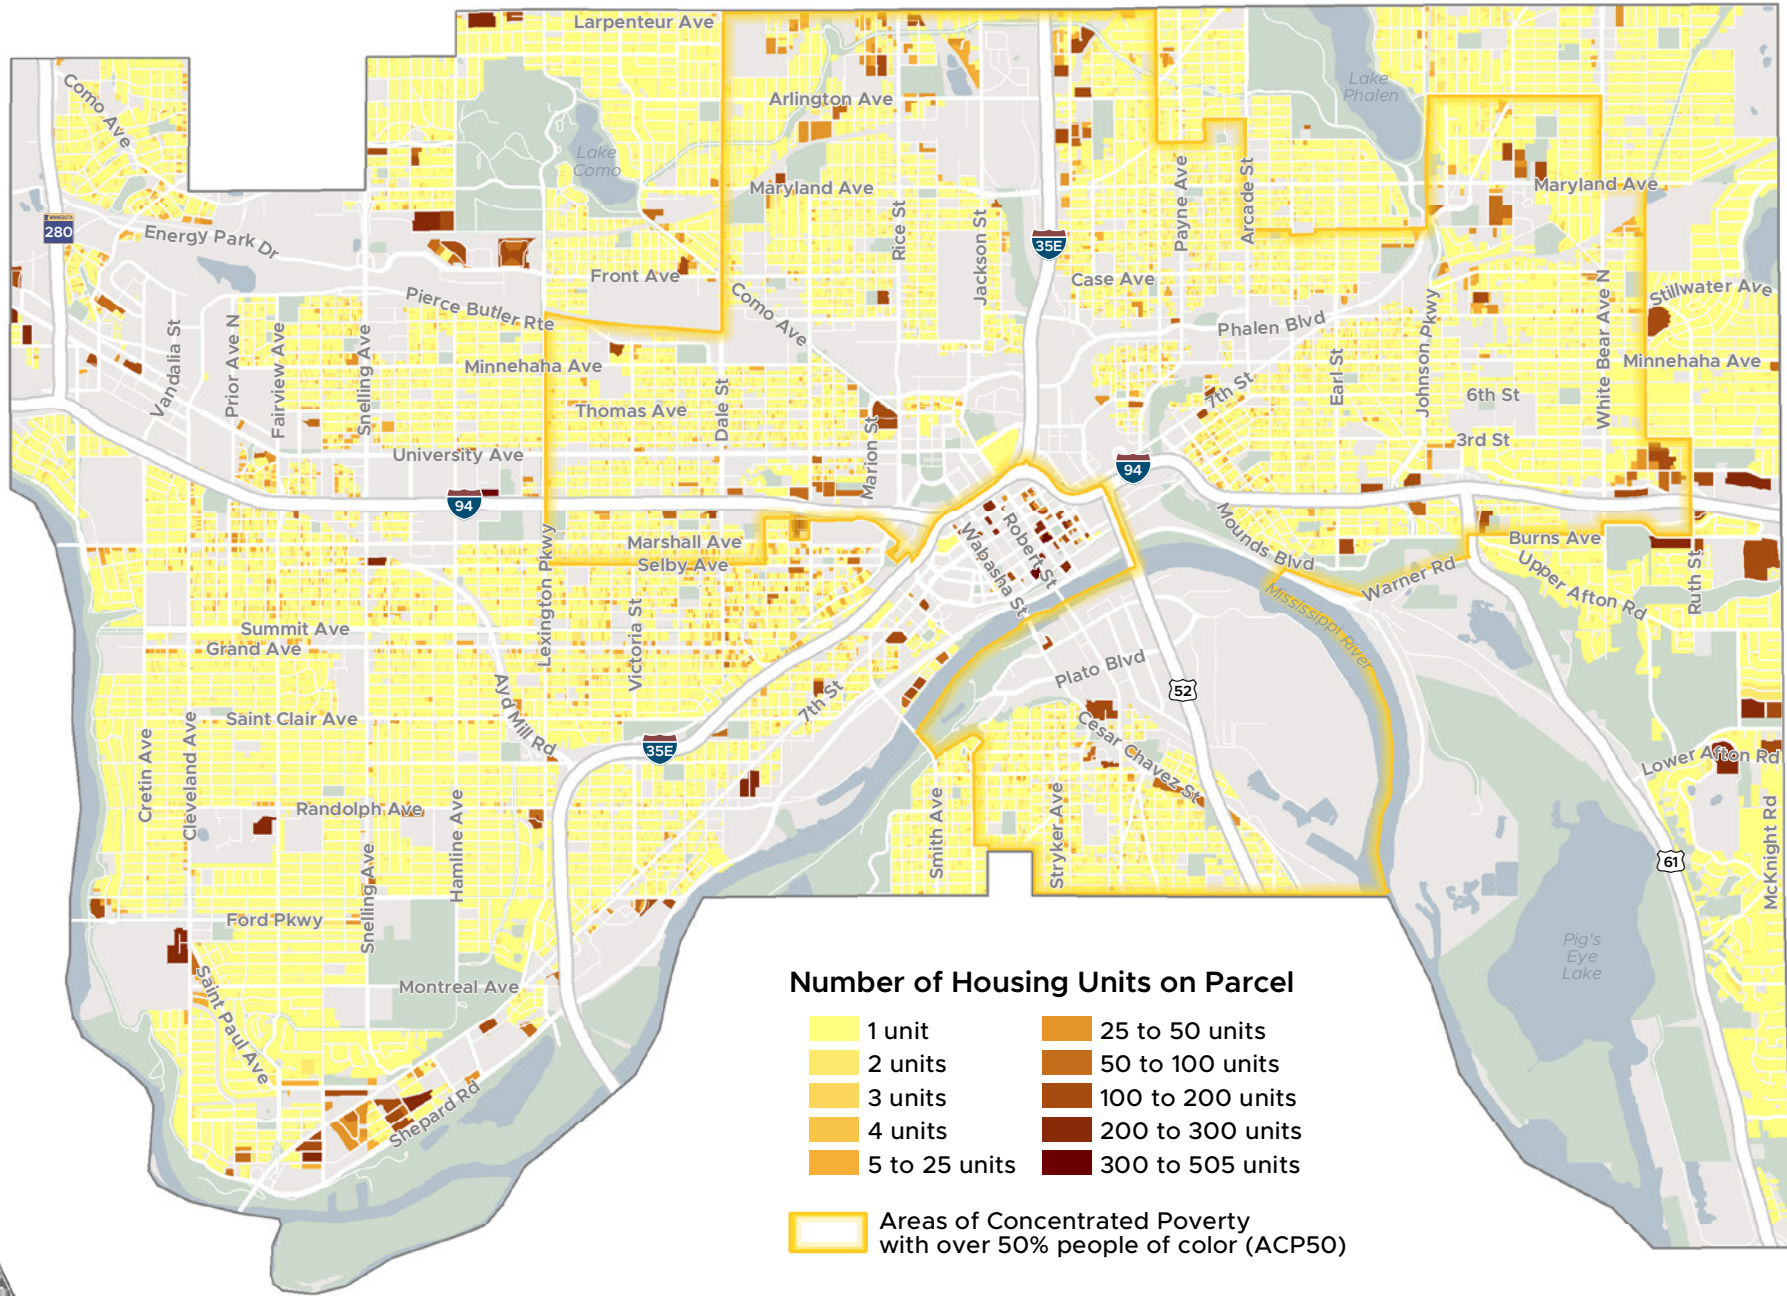 Larpenteur Ave
Como Ave
Lake
Phalen
Arlington Ave
Lake
Como
Maryland Ave
Payne Ave
Arcade St
Maryland Ave
MINNESOTA
280
Energy Park Dr
Rice St
Jackson St
35E
Front Ave
Case Ave
Pierce Butler Rte
Como Ave
Stillwater Ave
Phalen Blvd
Vandalia St
Prior Ave N
Fairview Ave
Snelling Ave
Minnehaha Ave
Earl St
Johnson Pkwy
White Bear Ave N
Minnehaha Ave
Thomas Ave
Dale St
7th St
6th St
Marion St
3rd St
University Ave
94
94
Marshall Ave
Selby Ave
Robert St
Wabasha St
Mounds Blvd
Burns Ave
Warner Rd
Upper Afton Rd
Ruth St
Lexington Pkwy
Victoria St
Mississippi River
Summit Ave
Grand Ave
Plato Blvd
52
Ayd Mill Rd
7th St
Saint Clair Ave
Cesar Chavez St
35E
Lower Afton Rd
Cretin Ave
Cleveland Ave
Randolph Ave
Hamline Ave
Smith Ave
Stryker Ave
McKnight Rd
61
Snelling Ave
Ford Pkwy
Pig's
Eye
Lake
Saint Paul Ave
Montreal Ave
Shepard Rd
Number of Housing Units on Parcel
1 unit
2 units
3 units
4 units
5 to 25 units
25 to 50 units
50 to 100 units
100 to 200 units
200 to 300 units
300 to 505 units
Areas of Concentrated Poverty
with over 50% people of color (ACP50)